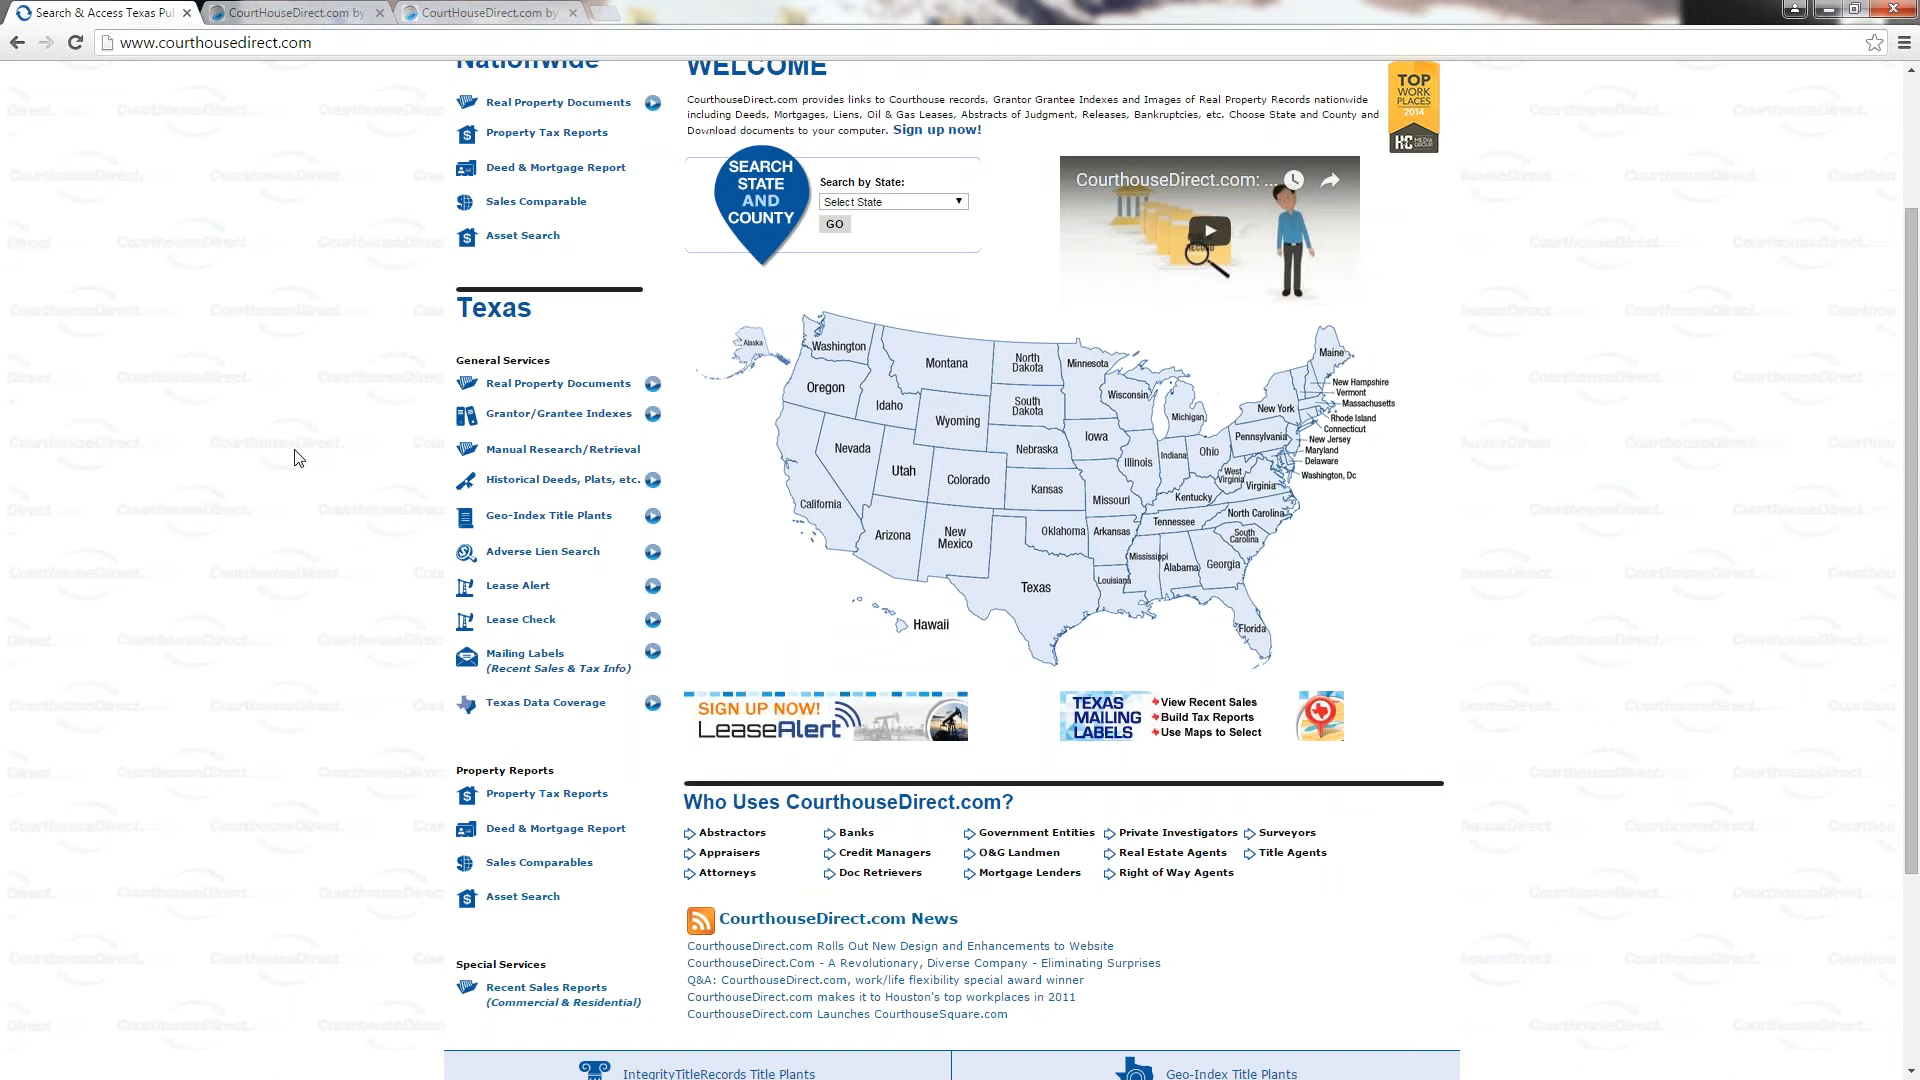 Search & Access Texas Pul
CourtHouseDirect.com by
CourtHouseDirect.com by
www.courthousedirect.com
Nationwide
Real Property Documents
Property Tax Reports
Deed & Mortgage Report
Sales Comparable
Asset Search
Texas
General Services
Real Property Documents
Grantor/Grantee Indexes
Manual Research/Retrieval
Historical Deeds, Plats, etc.
Geo-Index Title Plants
Adverse Lien Search
Lease Alert
Lease Check
Mailing Labels
(Recent Sales & Tax Info)
Texas Data Coverage
Property Reports
Property Tax Reports
Deed & Mortgage Report
Sales Comparables
Asset Search
Special Services
Recent Sales Reports
(Commercial & Residential)
WELCOME
CourthouseDirect.com provides links to Courthouse records, Grantor Grantee Indexes and Images of Real Property Records nationwide
including Deeds, Mortgages, Liens, Oil & Gas Leases, Abstracts of Judgment, Releases, Bankruptcies, etc. Choose State and County and
Download documents to your computer. Sign up now!
TOP
WORK
PLACES
2014
HC MEDIA
GROUP
SEARCH
STATE
AND
COUNTY
Search by State:
Select State
GO
CourthouseDirect.com: ...
Alaska
Washington
Oregon
Idaho
Montana
North
Dakota
Minnesota
South
Dakota
Wyoming
Wisconsin
Michigan
Maine
New Hampshire
Vermont
Massachusetts
New York
Rhode Island
Connecticut
New Jersey
Maryland
Delaware
Washington, Dc
Pennsylvania
Nevada
Utah
Colorado
Nebraska
Iowa
Illinois
Indiana
Ohio
West
Virginia
Virginia
California
Kansas
Missouri
Kentucky
North Carolina
Tennessee
South
Carolina
Arizona
New
Mexico
Oklahoma
Arkansas
Mississippi
Alabama
Georgia
Texas
Louisiana
Florida
Hawaii
SIGN UP NOW!
LeaseAlert
TEXAS
MAILING
LABELS
View Recent Sales
Build Tax Reports
Use Maps to Select
Who Uses CourthouseDirect.com?
Abstractors
Banks
Government Entities
Private Investigators
Surveyors
Appraisers
Credit Managers
O&G Landmen
Real Estate Agents
Title Agents
Attorneys
Doc Retrievers
Mortgage Lenders
Right of Way Agents
CourthouseDirect.com News
CourthouseDirect.com Rolls Out New Design and Enhancements to Website
CourthouseDirect.Com - A Revolutionary, Diverse Company - Eliminating Surprises
Q&A: CourthouseDirect.com, work/life flexibility special award winner
CourthouseDirect.com makes it to Houston's top workplaces in 2011
CourthouseDirect.com Launches CourthouseSquare.com
IntegrityTitleRecords Title Plants
Geo-Index Title Plants